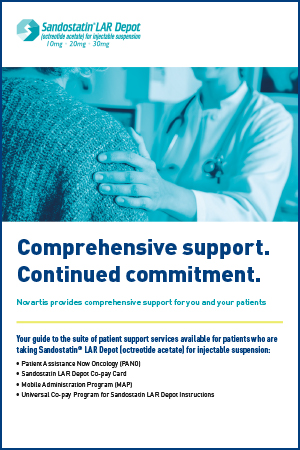 Sandostatin® LAR Depot
(octreotide acetate) for injectable suspension
10mg · 20mg · 30mg
Comprehensive support.
Continued commitment.
Novartis provides comprehensive support for you and your patients
Your guide to the suite of patient support services available for patients who are
taking Sandostatin® LAR Depot (octreotide acetate) for injectable suspension:
• Patient Assistance Now Oncology (PANO)
• Sandostatin LAR Depot Co-pay Card
• Mobile Administration Program (MAP)
• Universal Co-pay Program for Sandostatin LAR Depot Instructions